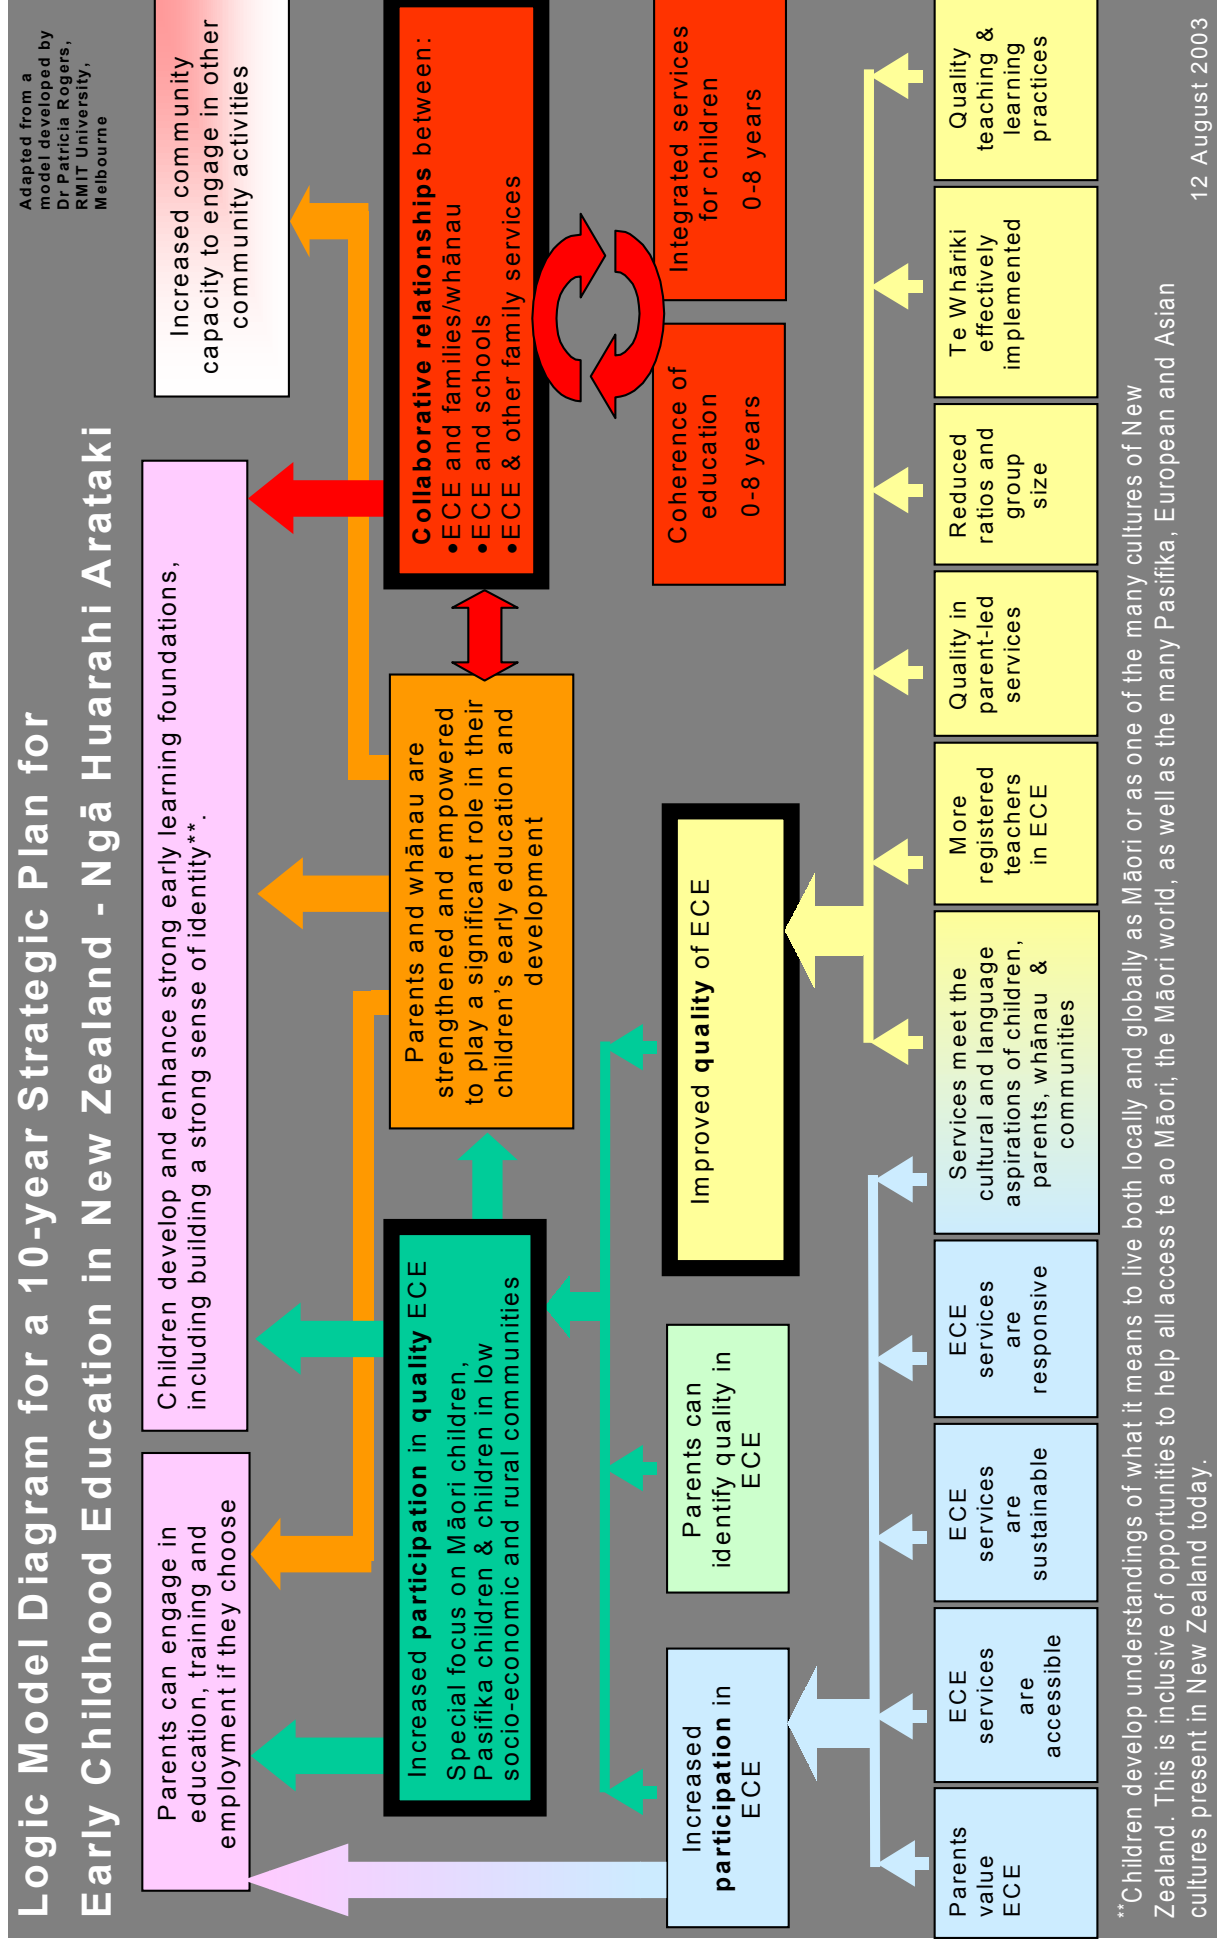 Logic Model Diagram for a 10-year Strategic Plan for
Early Childhood Education in New Zealand - Ngā Huarahi Arataki
Adapted from a
model developed by
Dr Patricia Rogers,
RMIT University,
Melbourne
Parents can engage in
education, training and
employment if they choose
Children develop and enhance strong early learning foundations,
including building a strong sense of identity**.
Increased community
capacity to engage in other
community activities
Increased participation in quality ECE
Special focus on Māori children,
Pasifika children & children in low
socio-economic and rural communities
Parents and whānau are
strengthened and empowered
to play a significant role in their
children's early education and
development
Collaborative relationships between:
•ECE and families/whānau
•ECE and schools
•ECE & other family services
Increased
participation in
ECE
Parents can
identify quality in
ECE
Improved quality of ECE
Coherence of
education
0-8 years
Integrated services
for children
0-8 years
Parents
value
ECE
ECE
services
are
accessible
ECE
services
are
sustainable
ECE
services
are
responsive
Services meet the
cultural and language
aspirations of children,
parents, whānau &
communities
More
registered
teachers
in ECE
Quality in
parent-led
services
Reduced
ratios and
group
size
Te Whāriki
effectively
implemented
Quality
teaching &
learning
practices
**Children develop understandings of what it means to live both locally and globally as Māori or as one of the many cultures of New
Zealand. This is inclusive of opportunities to help all access te ao Māori, the Māori world, as well as the many Pasifika, European and Asian
cultures present in New Zealand today.
12 August 2003